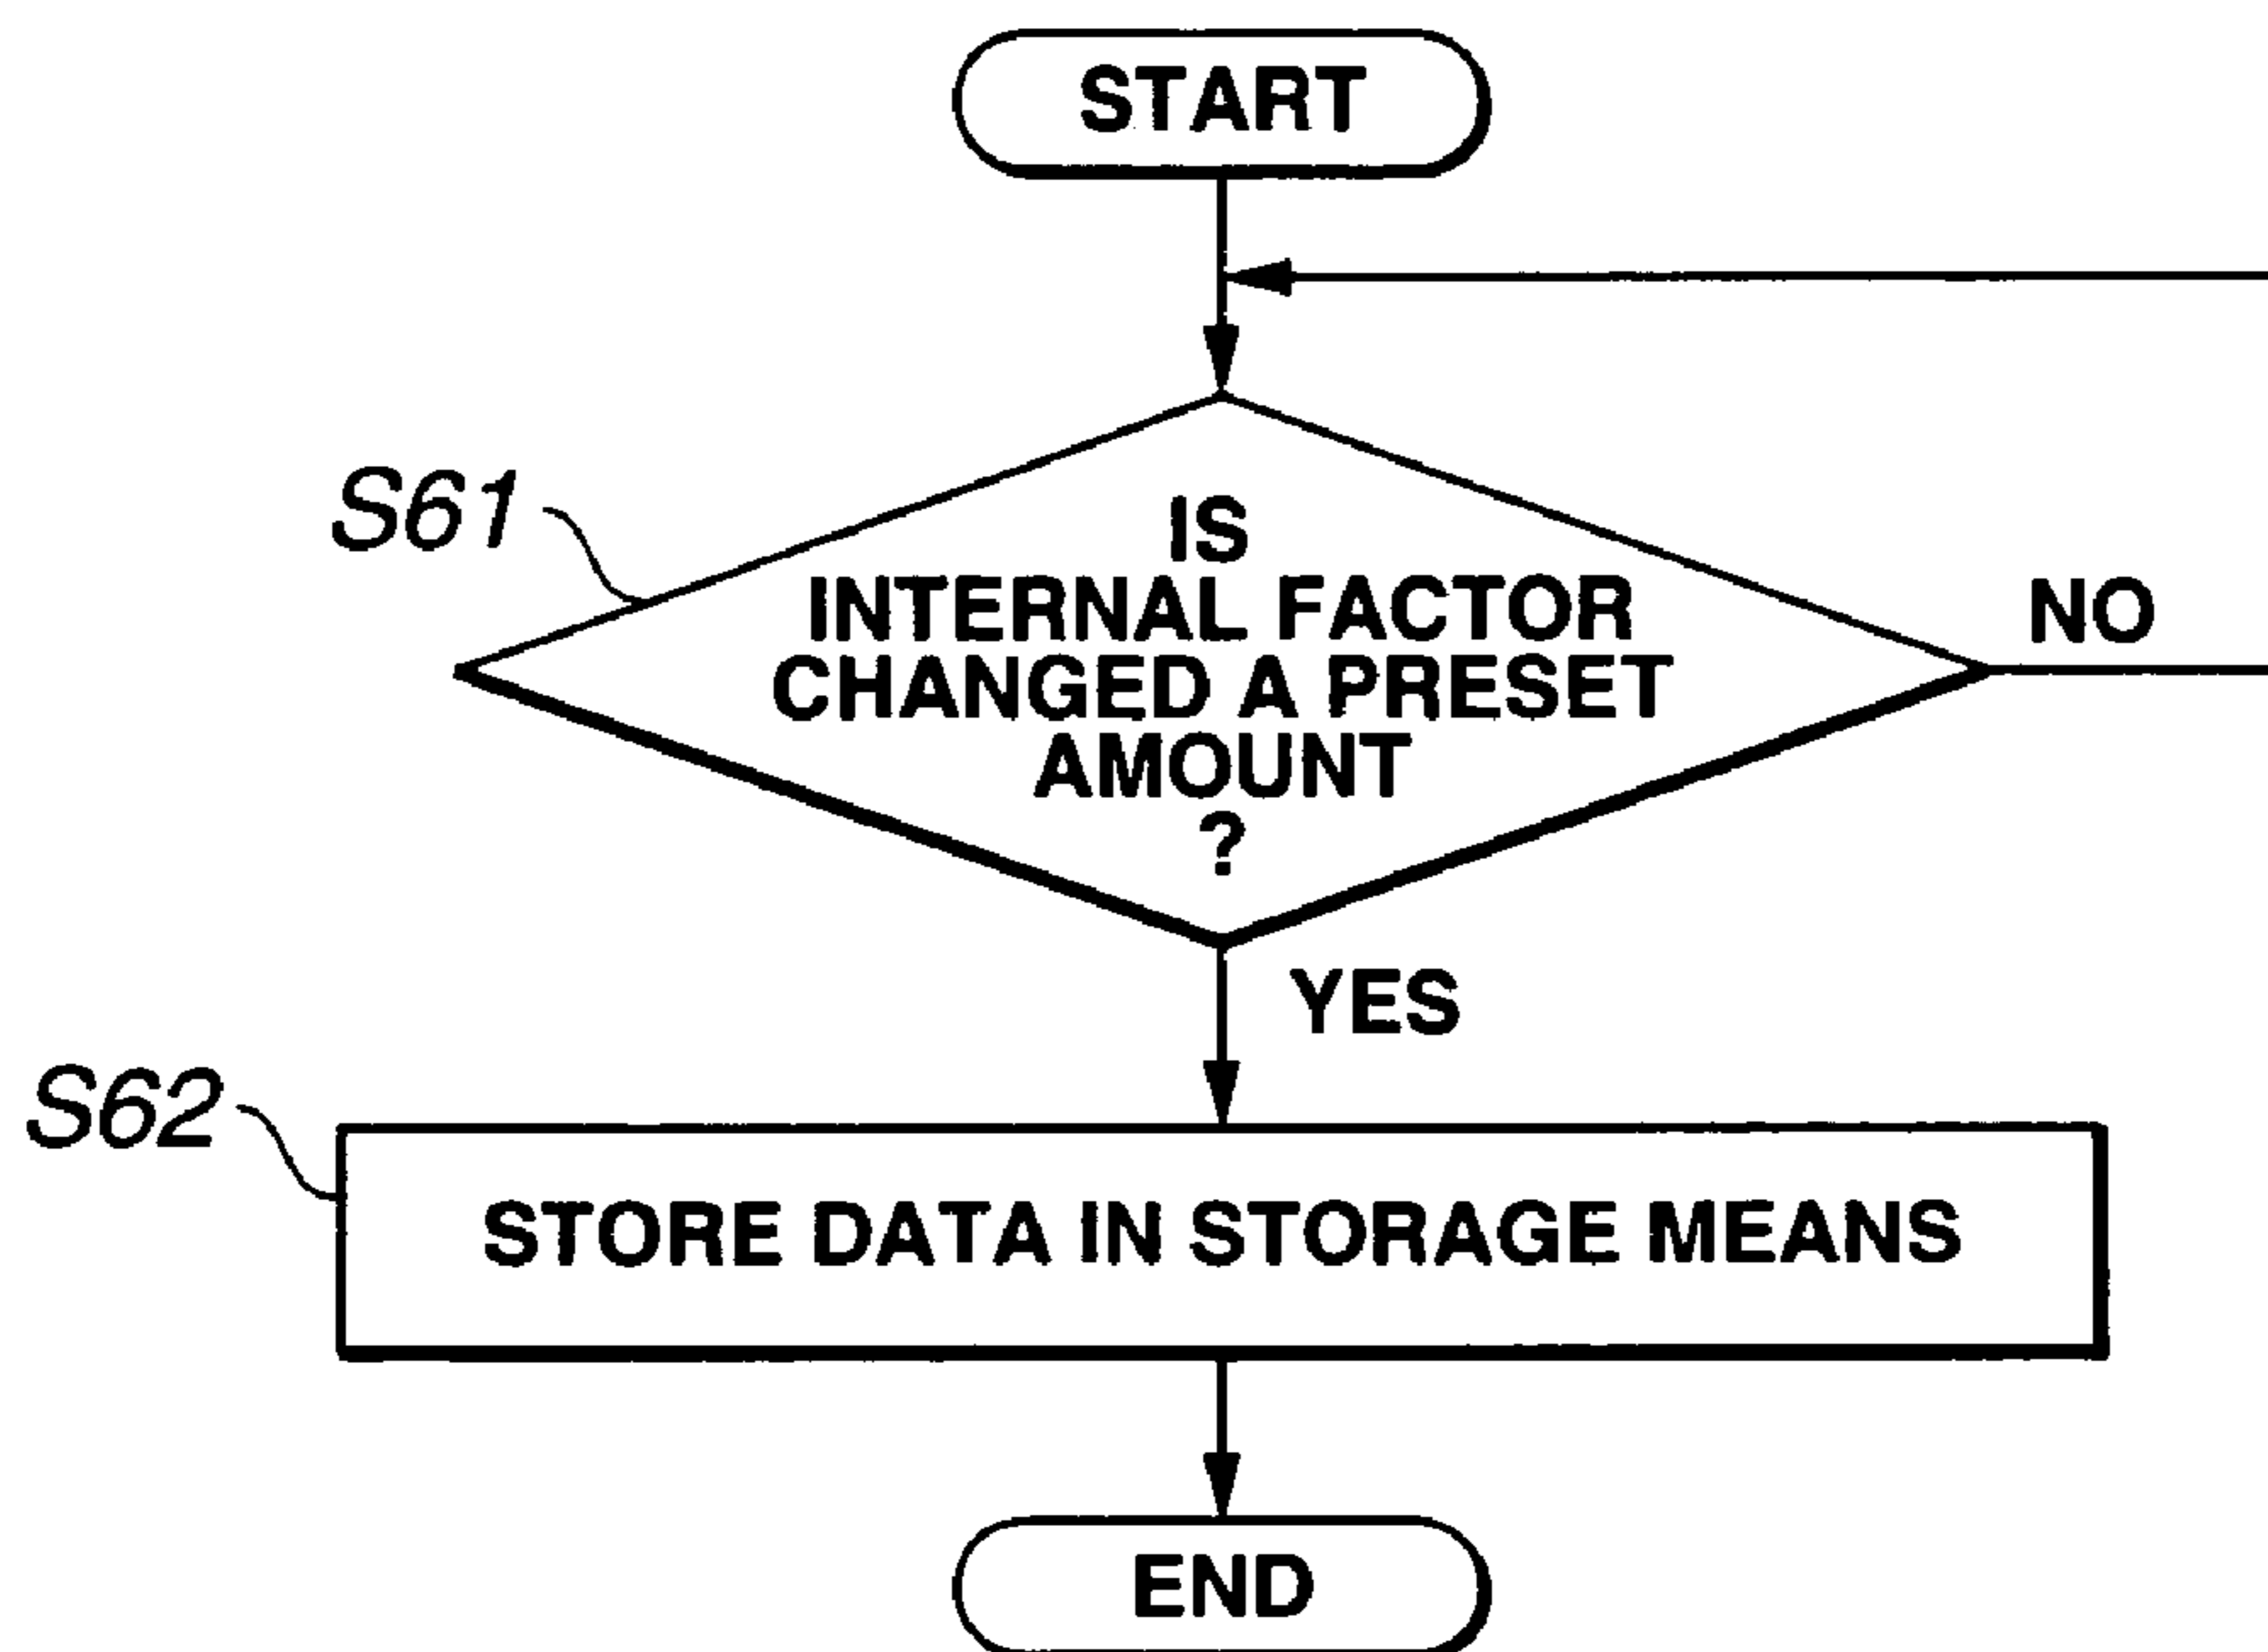 START
S61
IS
INTERNAL FACTOR
CHANGED A PRESET
AMOUNT
?
NO
YES
S62
STORE DATA IN STORAGE MEANS
END